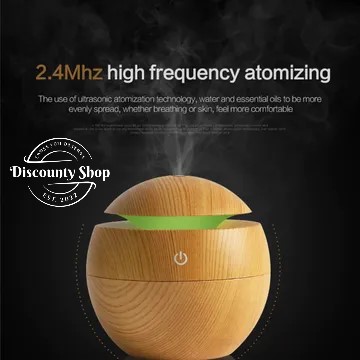 2.4Mhz high frequency atomizing
The use of ultrasonic atomization technology, water and essential oils to be more
evenly spread, whether breathing or skin, feel more comfortable
Discounty Shop
EST. 2022